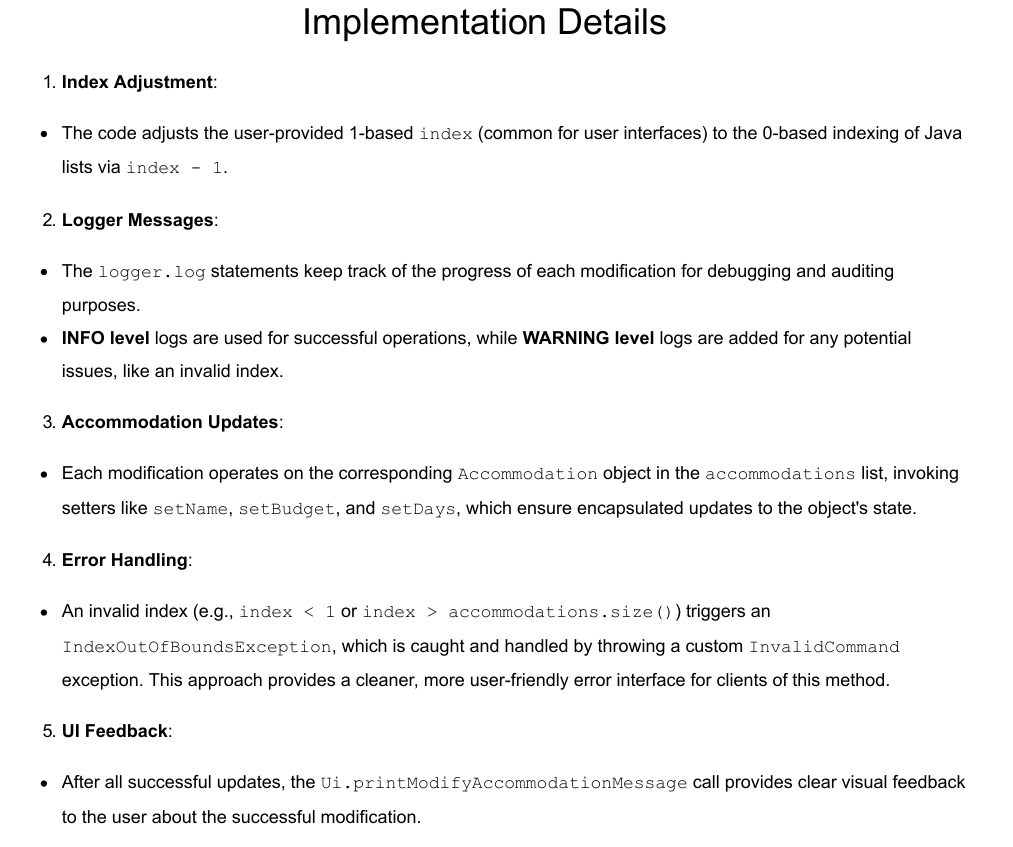 Implementation Details
1. Index Adjustment:
• The code adjusts the user-provided 1-based index (common for user interfaces) to the 0-based indexing of Java
lists via index - 1.
2. Logger Messages:
• The logger.log statements keep track of the progress of each modification for debugging and auditing
purposes.
• INFO level logs are used for successful operations, while WARNING level logs are added for any potential
issues, like an invalid index.
3. Accommodation Updates:
• Each modification operates on the corresponding Accommodation object in the accommodations list, invoking
setters like setName, setBudget, and setDays, which ensure encapsulated updates to the object's state.
4. Error Handling:
• An invalid index (e.g., index < 1 or index > accommodations.size()) triggers an
IndexOutOfBoundsException, which is caught and handled by throwing a custom InvalidCommand
exception. This approach provides a cleaner, more user-friendly error interface for clients of this method.
5. UI Feedback:
• After all successful updates, the Ui.printModifyAccommodationMessage call provides clear visual feedback
to the user about the successful modification.